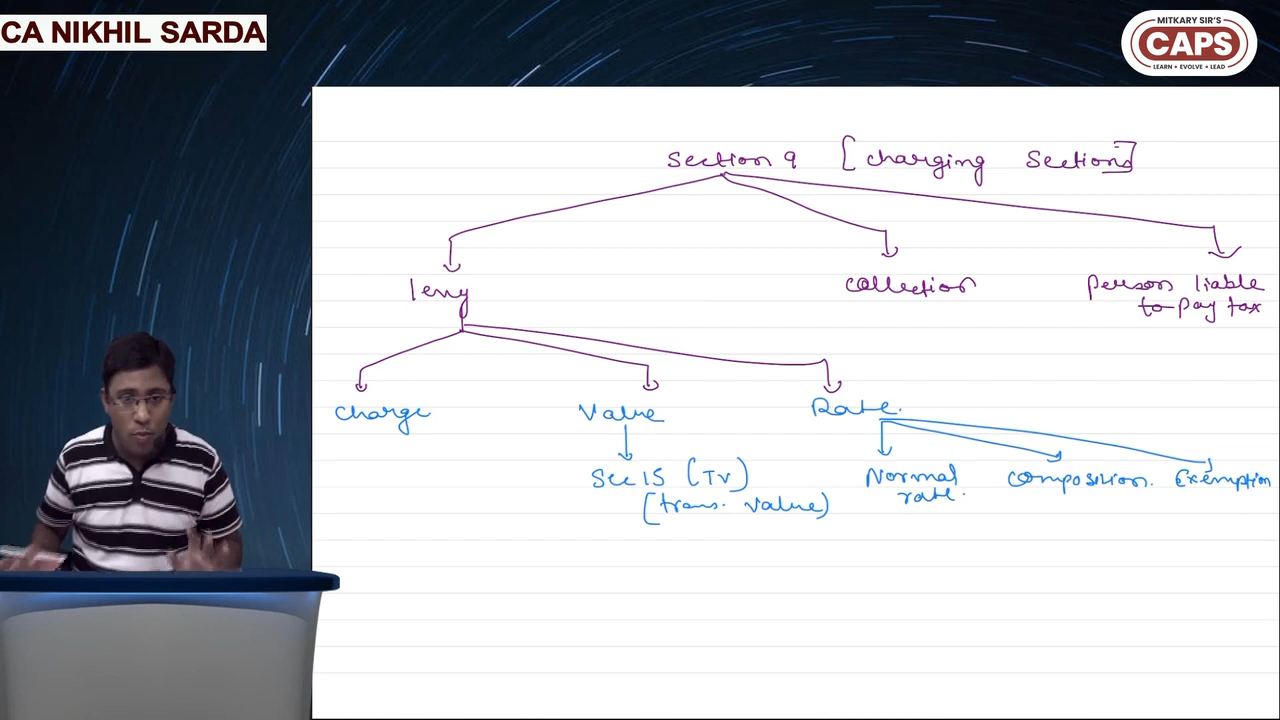 CA NIKHIL SARDA
MITKARY SIR'S
CAPS
LEARN • EVOLVE • LEAD
Section 9 [charging Sections]
levy
collection
person liable
to pay tax
charge
Value
Rate.
Sec 15 (TV)
[trans. value)
Normal
rate.
composition.
Exemption